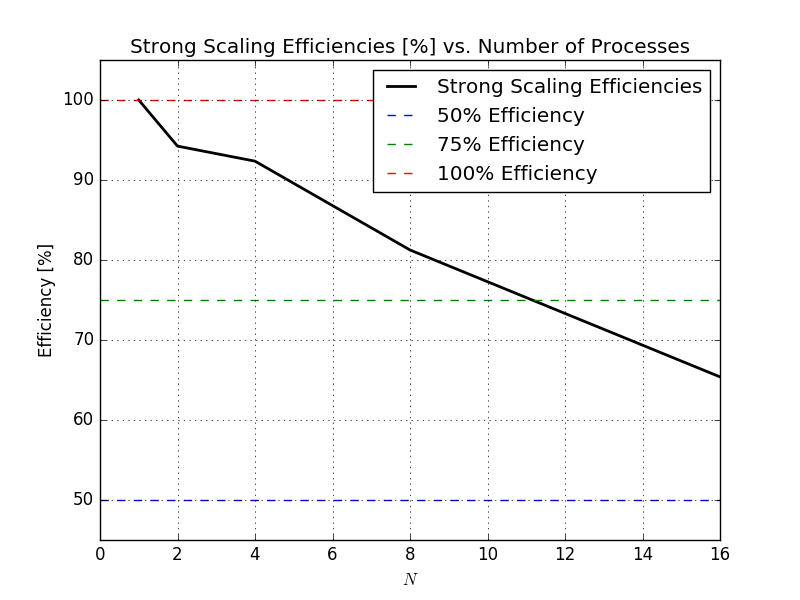 Strong Scaling Efficiencies [%] vs. Number of Processes
Strong Scaling Efficiencies
50% Efficiency
75% Efficiency
100% Efficiency
100
90
80
70
60
50
Efficiency [%]
0 2 4 6 8 10 12 14 16
N